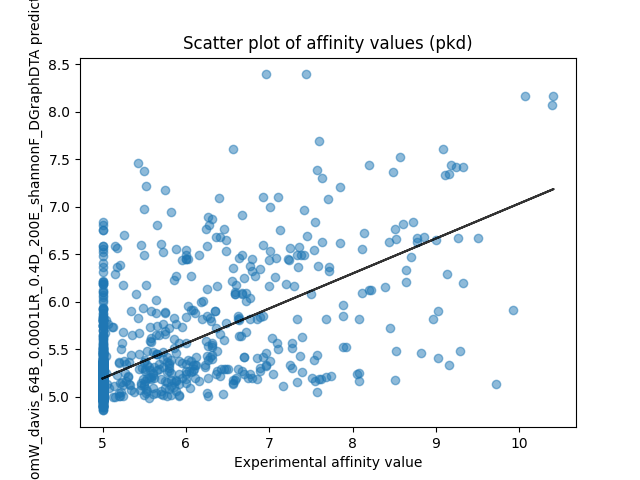 Scatter plot of affinity values (pkd)
omW_davis_64B_0.0001LR_0.4D_200E_shannonF_DGraphDTA predict
8.5
8.0
7.5
7.0
6.5
6.0
5.5
5.0
5 6 7 8 9 10
Experimental affinity value